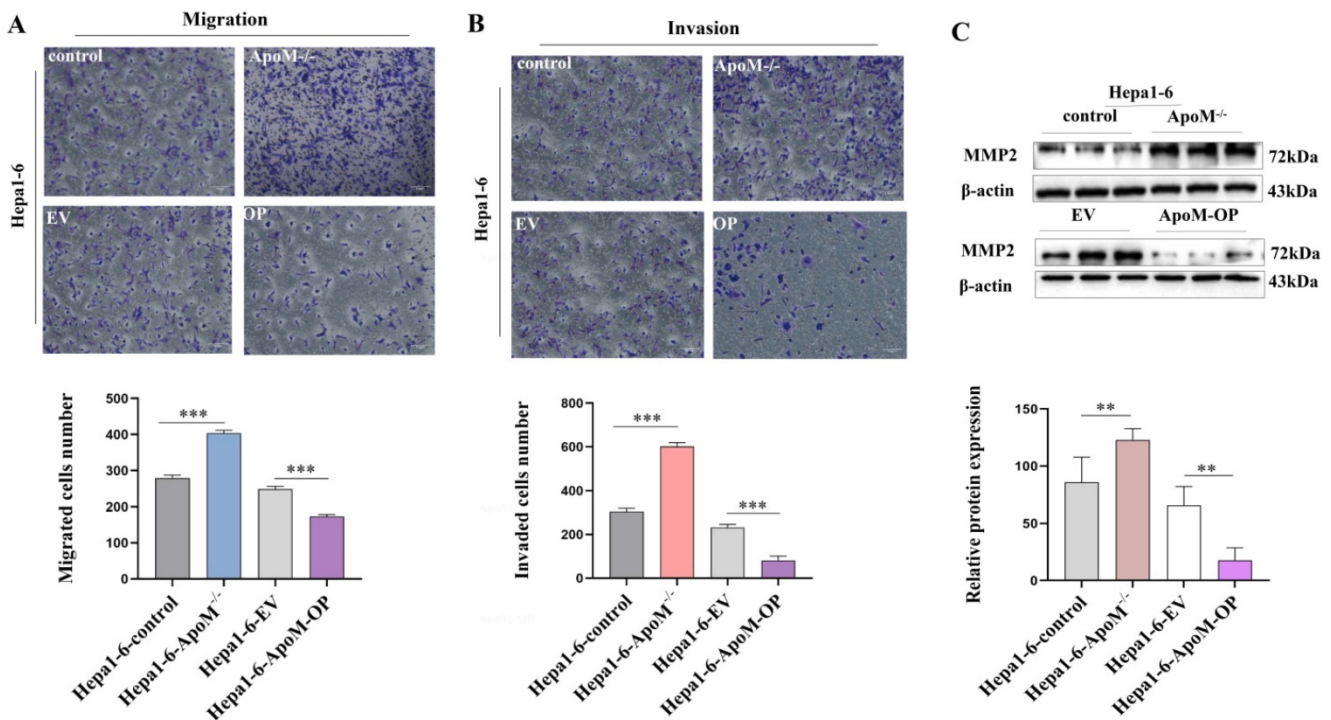 A
Migration
control
ApoM-/-
EV
OP
Hepa1-6
500
400
300
200
100
0
Migrated cells number
***
***
Hepa1-6-control
Hepa1-6-ApoM-/-
Hepa1-6-EV
Hepa1-6-ApoM-OP
B
Invasion
control
ApoM-/-
EV
OP
Hepa1-6
800
600
400
200
0
Invaded cells number
***
***
Hepa1-6-control
Hepa1-6-ApoM-/-
Hepa1-6-EV
Hepa1-6-ApoM-OP
C
Hepa1-6
control ApoM-/-
MMP2 72kDa
β-actin 43kDa
EV ApoM-OP
MMP2 72kDa
β-actin 43kDa
150
100
50
0
Relative protein expression
**
**
Hepa1-6-control
Hepa1-6-ApoM-/-
Hepa1-6-EV
Hepa1-6-ApoM-OP